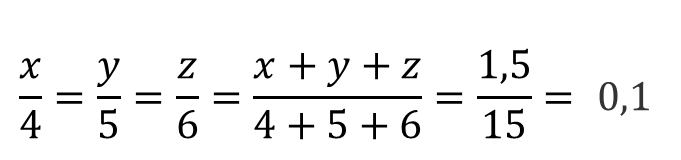 x/4 = y/5 = z/6 = (x + y + z)/(4 + 5 + 6) = 1,5/15 = 0,1